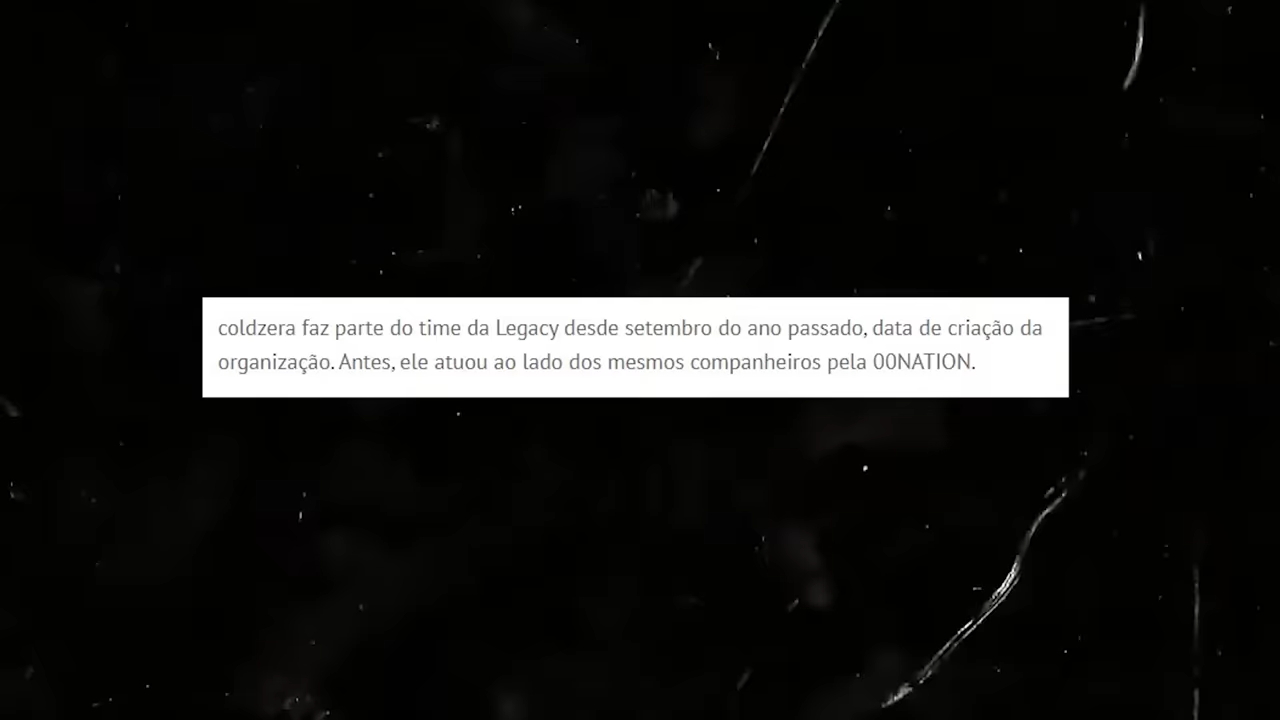 coldzera faz parte do time da Legacy desde setembro do ano passado, data de criação da
organização. Antes, ele atuou ao lado dos mesmos companheiros pela 00NATION.